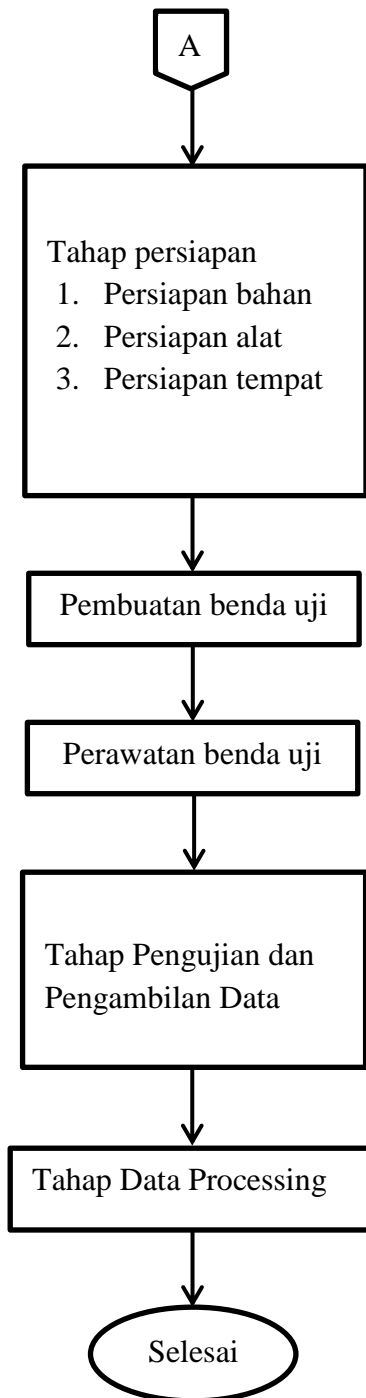 A
Tahap persiapan
1. Persiapan bahan
2. Persiapan alat
3. Persiapan tempat
Pembuatan benda uji
Perawatan benda uji
Tahap Pengujian dan
Pengambilan Data
Tahap Data Processing
Selesai